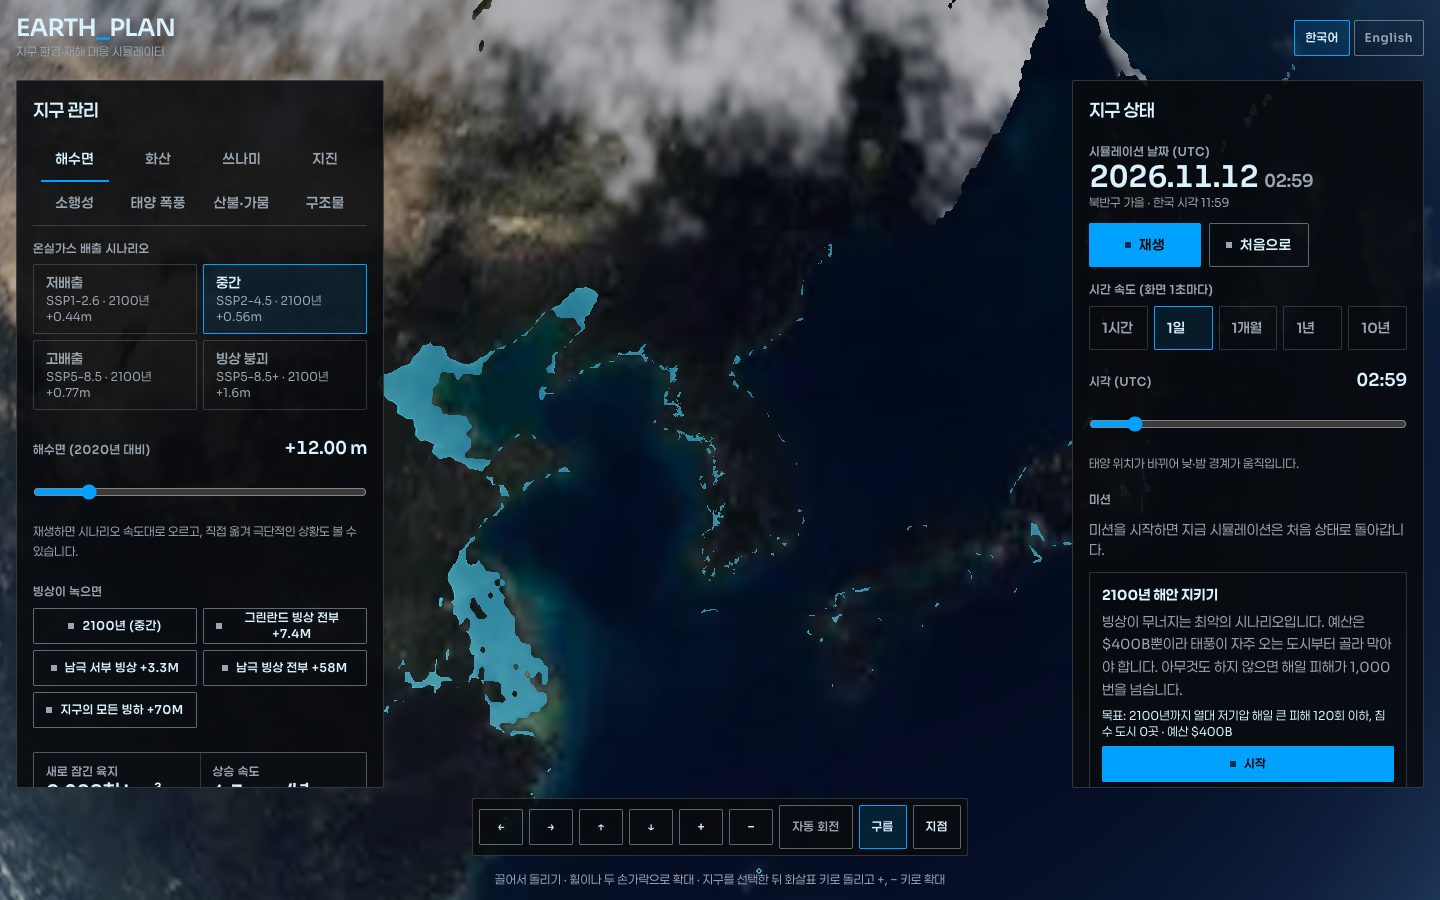 EARTH_PLAN
지구 환경·재해 대응 시뮬레이터
한국어
English
지구 관리
해수면
화산
쓰나미
지진
소행성
태양 폭풍
산불·가뭄
구조물
온실가스 배출 시나리오
저배출
SSP1-2.6 · 2100년
+0.44m
중간
SSP2-4.5 · 2100년
+0.56m
고배출
SSP5-8.5 · 2100년
+0.77m
빙상 붕괴
SSP5-8.5+ · 2100년
+1.6m
해수면 (2020년 대비)
+12.00 m
재생하면 시나리오 속도대로 오르고, 직접 옮겨 극단적인 상황도 볼 수
있습니다.
빙상이 녹으면
2100년 (중간)
그린란드 빙상 전부
+7.4M
남극 서부 빙상 +3.3M
남극 빙상 전부 +58M
지구의 모든 빙하 +70M
새로 잠긴 육지
상승 속도
지구 상태
시뮬레이션 날짜 (UTC)
2026.11.12 02:59
북반구 가을 · 한국 시각 11:59
재생
처음으로
시간 속도 (화면 1초마다)
1시간
1일
1개월
1년
10년
시각 (UTC)
02:59
태양 위치가 바뀌어 낮·밤 경계가 움직입니다.
미션
미션을 시작하면 지금 시뮬레이션은 처음 상태로 돌아갑니
다.
2100년 해안 지키기
빙상이 무너지는 최악의 시나리오입니다. 예산은
$400B뿐이라 태풍이 자주 오는 도시부터 골라 막아
야 합니다. 아무것도 하지 않으면 해일 피해가 1,000
번을 넘습니다.
목표: 2100년까지 열대 저기압 해일 큰 피해 120회 이하, 침
수 도시 0곳 · 예산 $400B
시작
← → ↑ ↓ + −
자동 회전
구름
지점
끌어서 돌리기 · 휠이나 두 손가락으로 확대 · 지구를 선택한 뒤 화살표 키로 돌리고 +, − 키로 확대